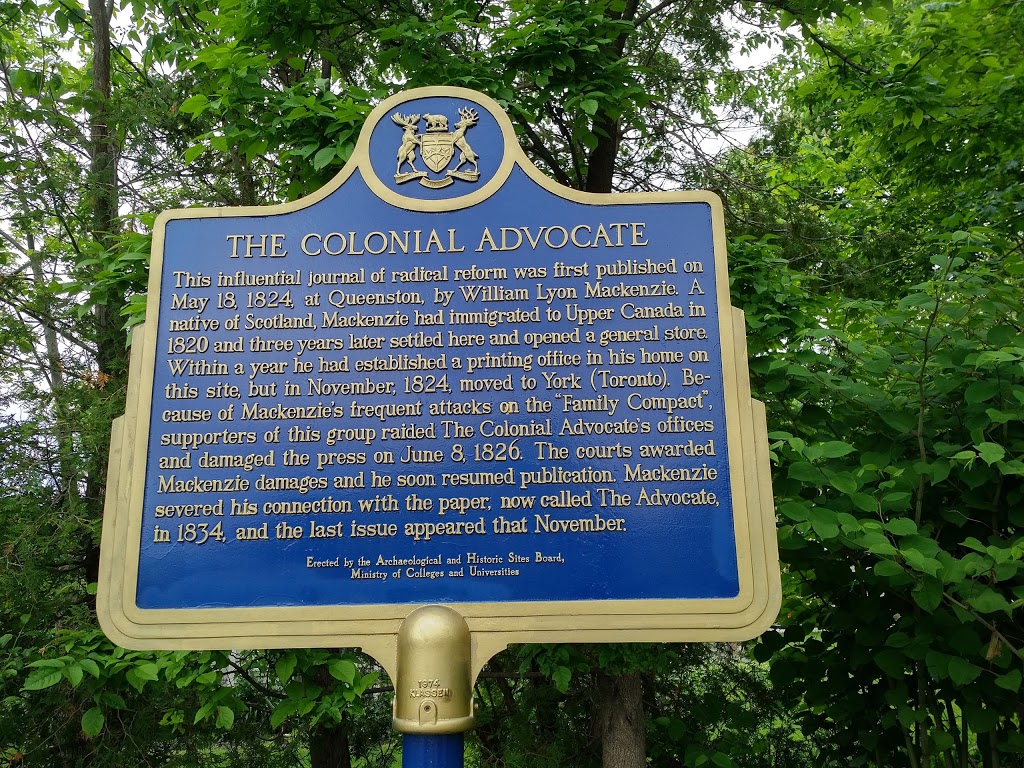 THE COLONIAL ADVOCATE
This influential journal of radical reform was first published on
May 18, 1824, at Queenston, by William Lyon Mackenzie. A
native of Scotland, Mackenzie had immigrated to Upper Canada in
1820 and three years later settled here and opened a general store.
Within a year he had established a printing office in his home on
this site, but in November, 1824, moved to York (Toronto). Be-
cause of Mackenzie's frequent attacks on the "Family Compact",
supporters of this group raided The Colonial Advocate's offices
and damaged the press on June 8, 1826. The courts awarded
Mackenzie damages and he soon resumed publication. Mackenzie
severed his connection with the paper, now called The Advocate,
in 1834, and the last issue appeared that November.
Erected by the Archaeological and Historic Sites Board,
Ministry of Colleges and Universities
1974
KLASSEN